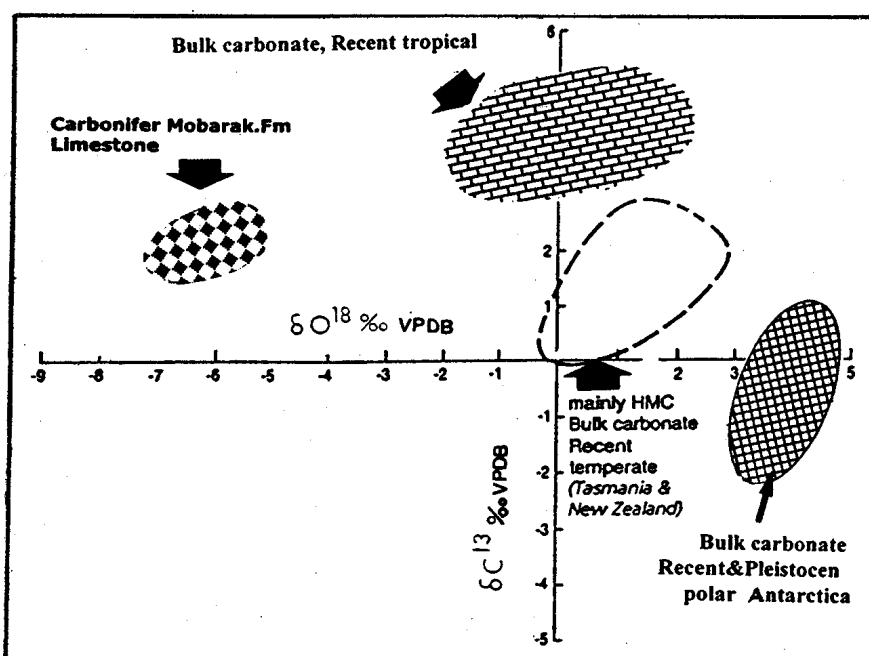 6
Bulk carbonate, Recent tropical
Carbonifer Mobarak.Fm
Limestone
2
1
δ O18 ‰ VPDB
-9 -8 -7 -6 -5 -4 -3 -2 -1 2 3 5
mainly HMC
Bulk carbonate
Recent
temperate
(Tasmania &
New Zealand)
-1
-2
-3
-4
-5
δC13 ‰ VPDB
Bulk carbonate
Recent&Pleistocen
polar Antarctica